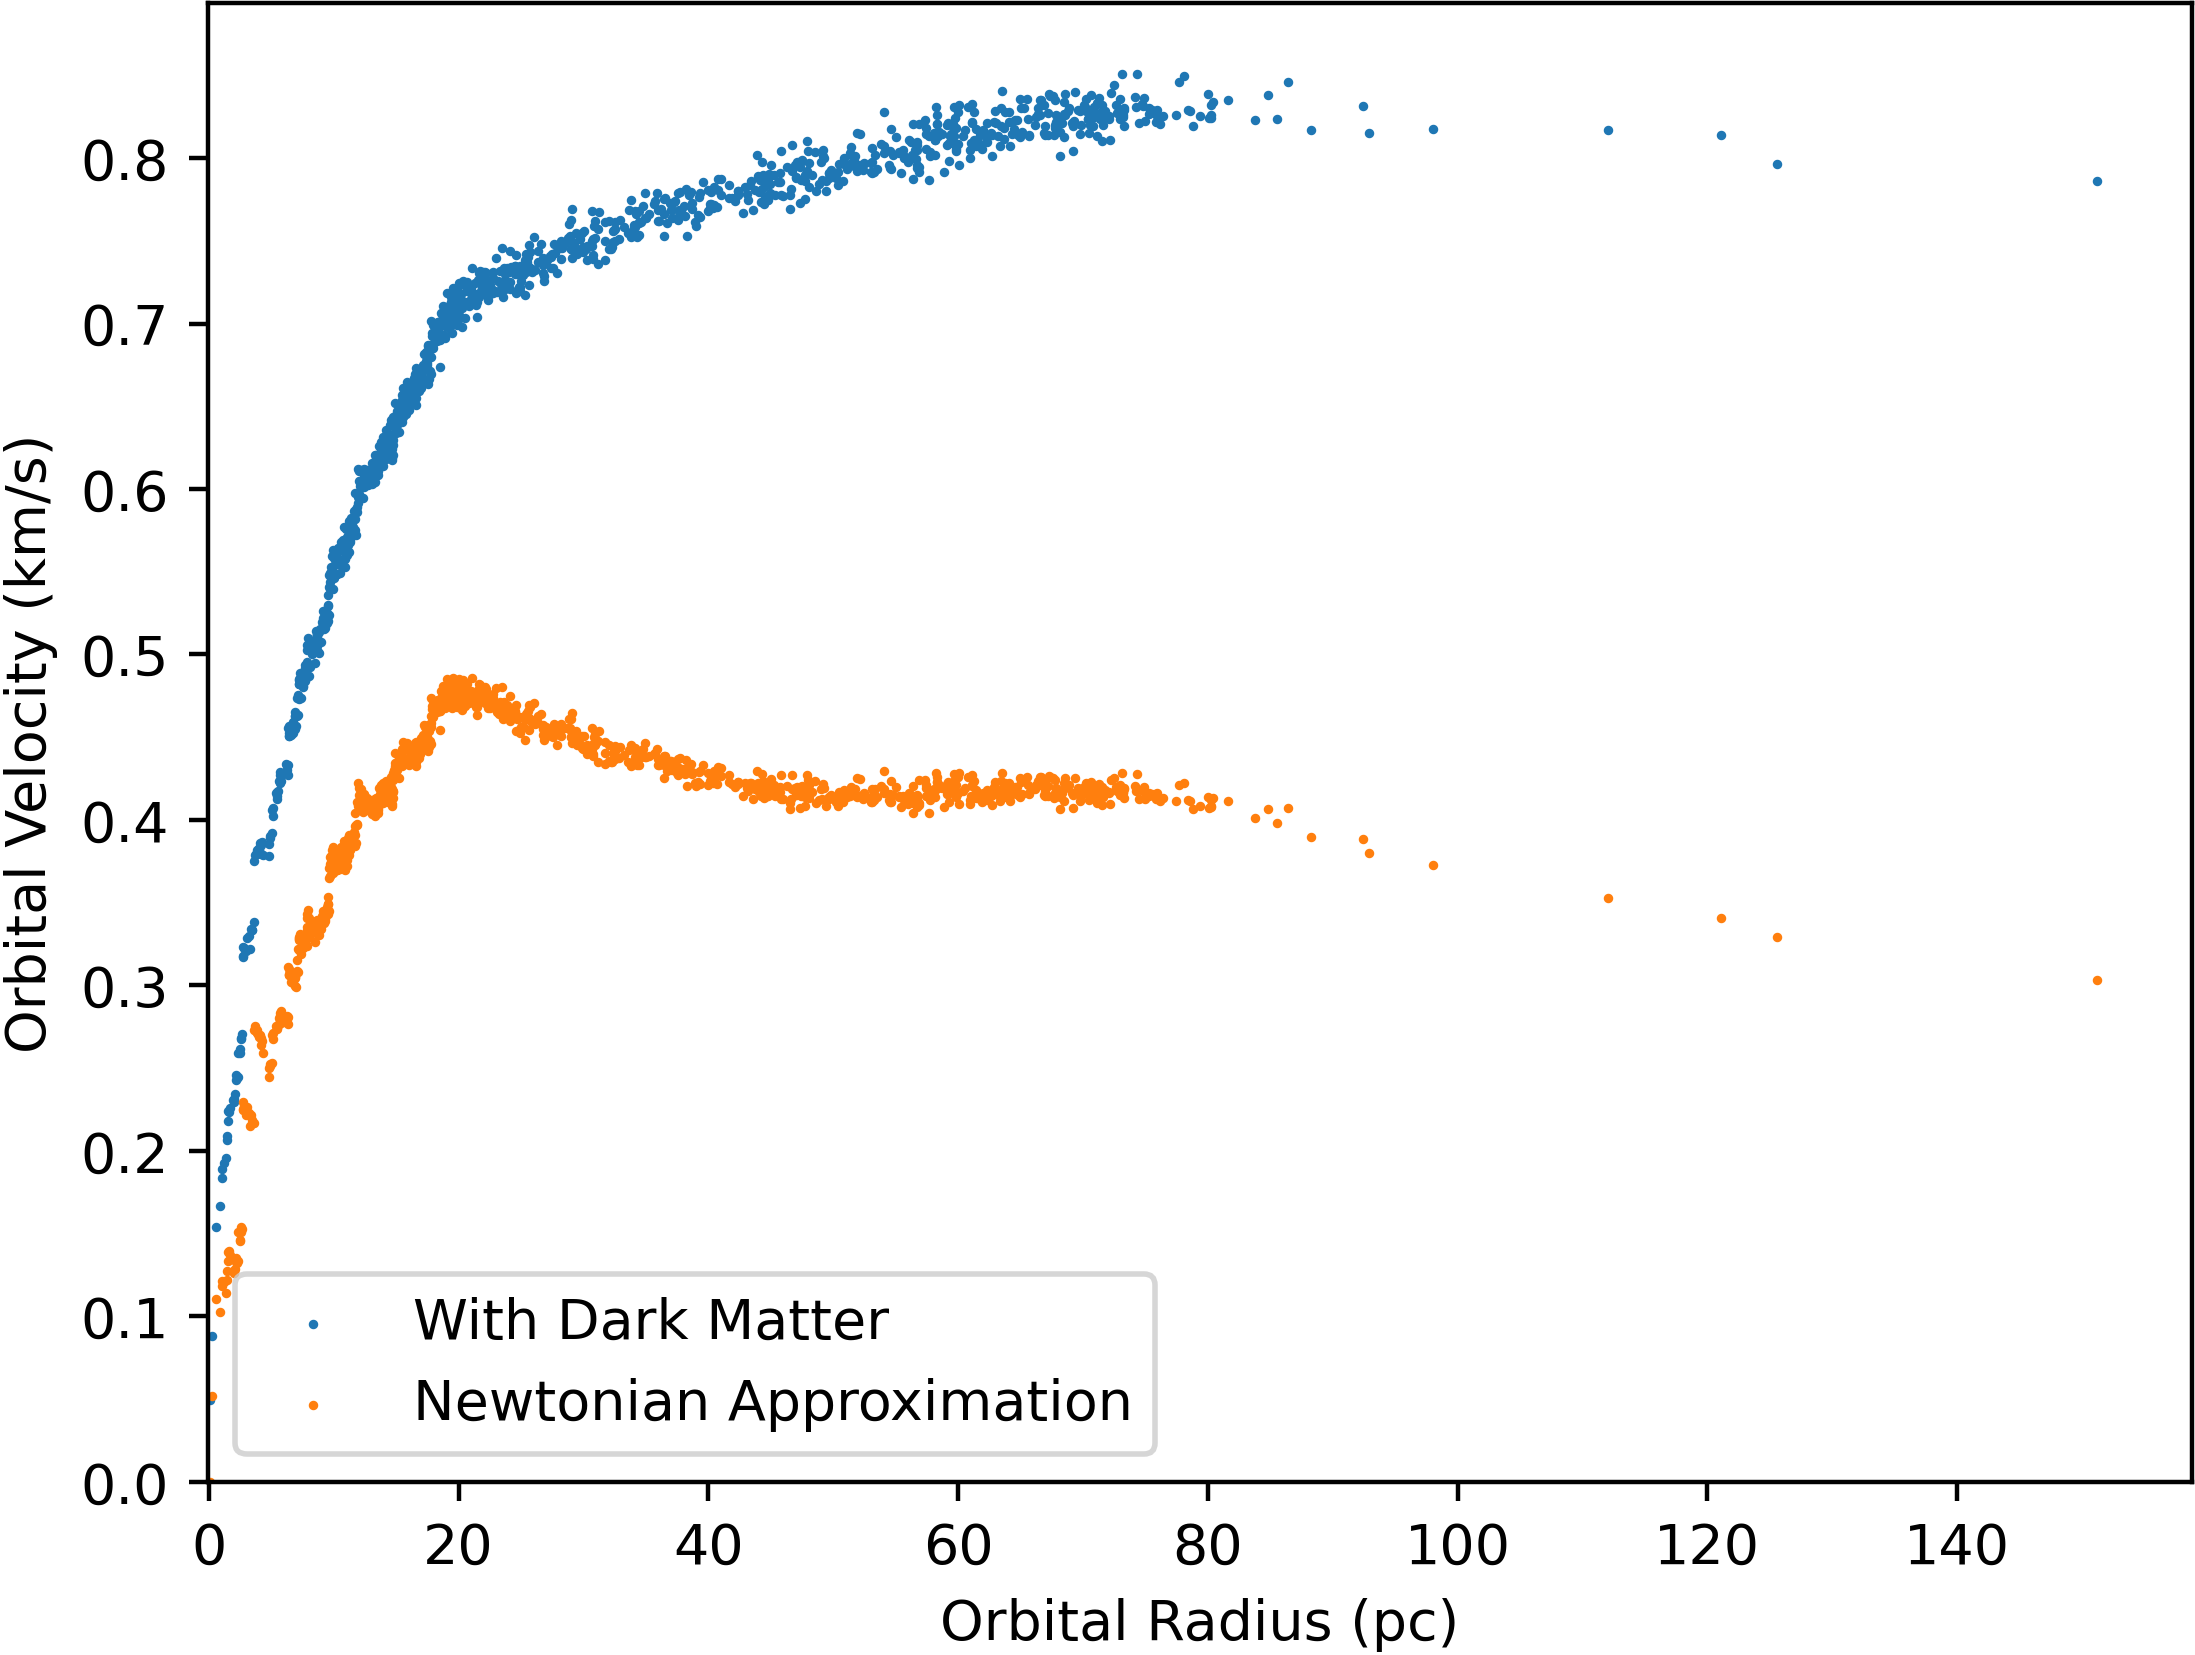 0.8
0.7
0.6
0.5
0.4
0.3
0.2
0.1
0.0
Orbital Velocity (km/s)
With Dark Matter
Newtonian Approximation
0 20 40 60 80 100 120 140
Orbital Radius (pc)